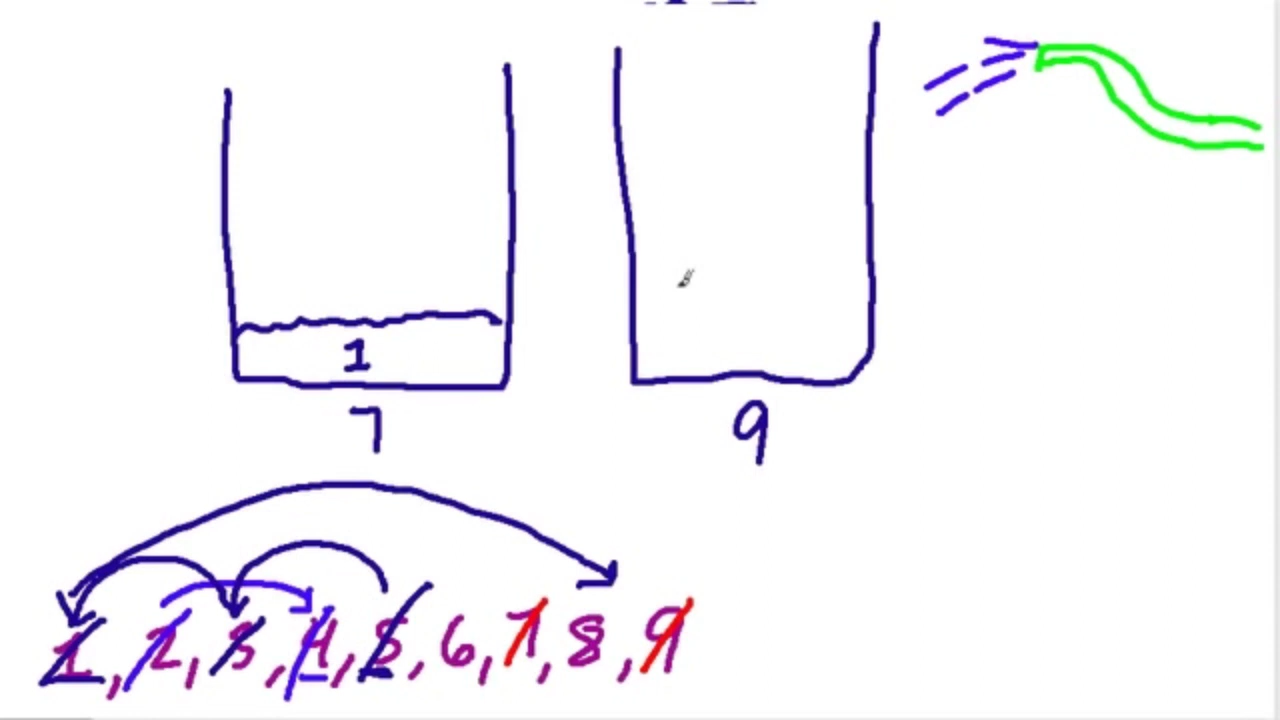 1
7 9
1, 2, 3, 4, 5, 6, 7, 8, 9